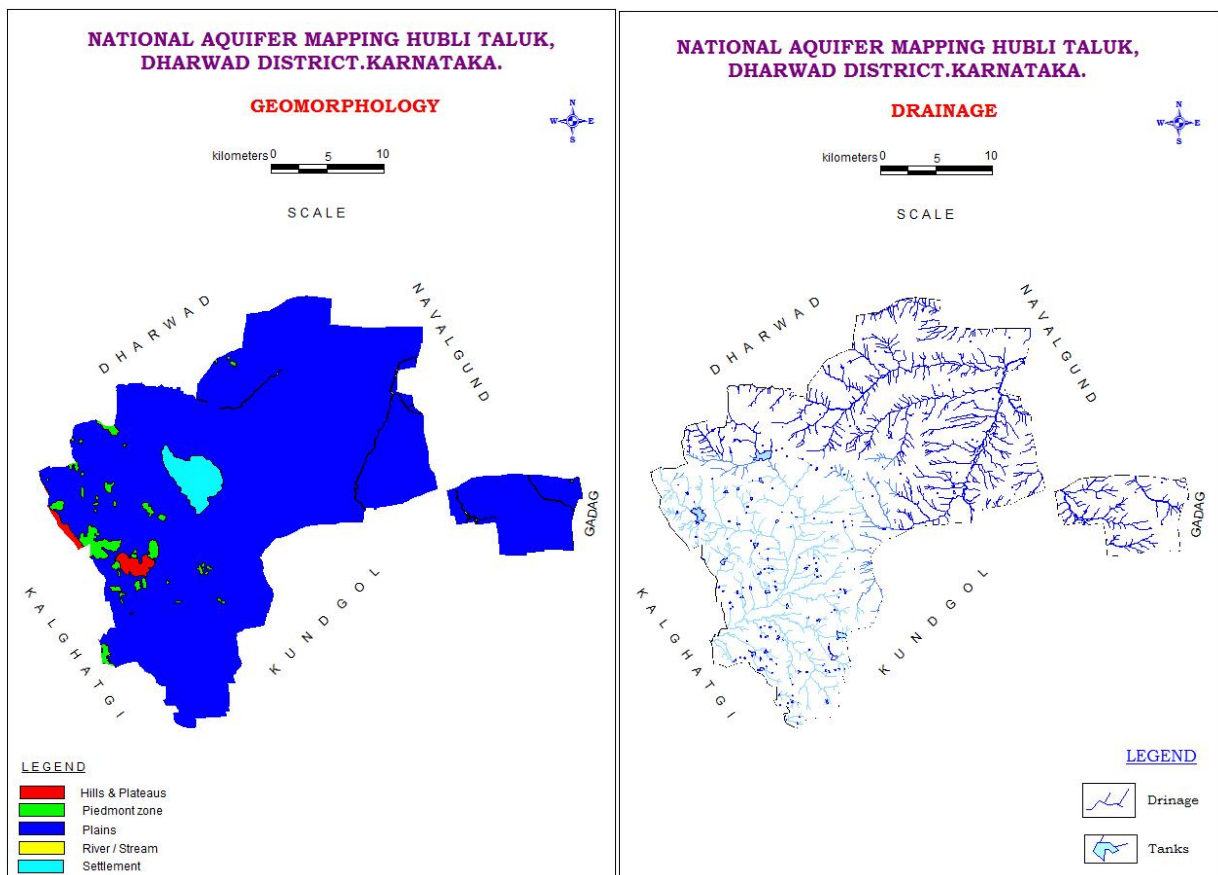 NATIONAL AQUIFER MAPPING HUBLI TALUK,
DHARWAD DISTRICT.KARNATAKA.
GEOMORPHOLOGY
N
W E
S
kilometers 0 5 10
SCALE
DHARWAD
NAVALGUND
GADAG
KUNDGOL
KALGHATGI
LEGEND
Hills & Plateaus
Piedmont zone
Plains
River / Stream
Settlement
NATIONAL AQUIFER MAPPING HUBLI TALUK,
DHARWAD DISTRICT.KARNATAKA.
DRAINAGE
N
W E
S
kilometers 0 5 10
SCALE
DHARWAD
NAVALGUND
GADAG
KUNDGOL
KALGHATGI
LEGEND
Drinage
Tanks